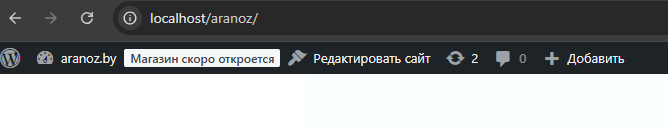 localhost/aranoz/
aranoz.by Магазин скоро откроется Редактировать сайт 2 0 Добавить